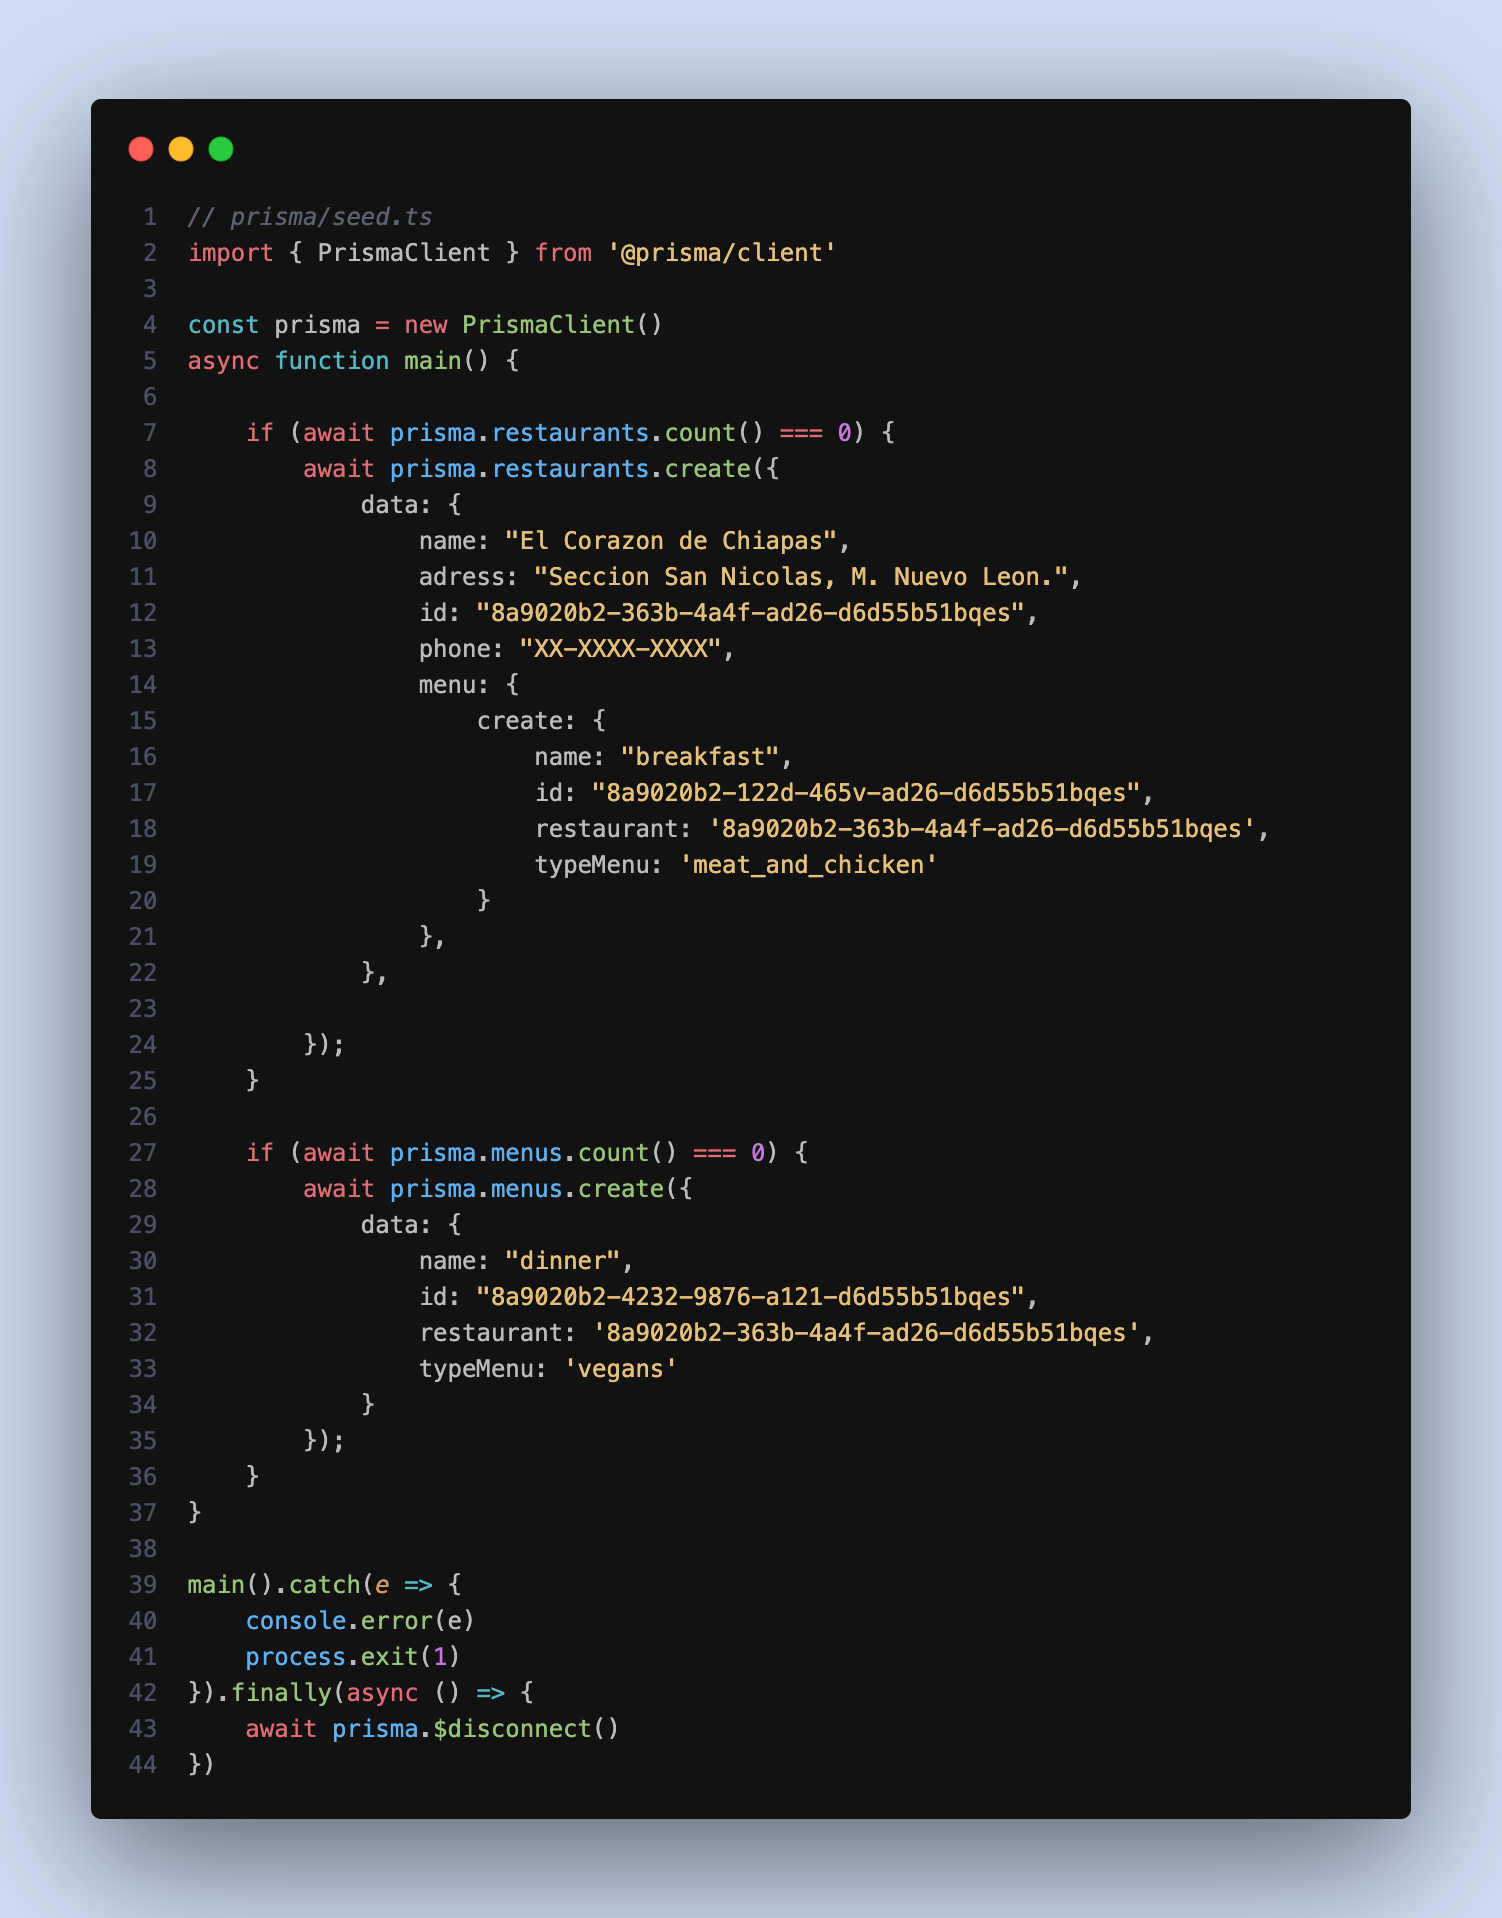 1 // prisma/seed.ts
2 import { PrismaClient } from '@prisma/client'
3
4 const prisma = new PrismaClient()
5 async function main() {
6
7     if (await prisma.restaurants.count() === 0) {
8         await prisma.restaurants.create({
9             data: {
10                 name: "El Corazon de Chiapas",
11                 adress: "Seccion San Nicolas, M. Nuevo Leon.",
12                 id: "8a9020b2-363b-4a4f-ad26-d6d55b51bqes",
13                 phone: "XX-XXXX-XXXX",
14                 menu: {
15                     create: {
16                         name: "breakfast",
17                         id: "8a9020b2-122d-465v-ad26-d6d55b51bqes",
18                         restaurant: '8a9020b2-363b-4a4f-ad26-d6d55b51bqes',
19                         typeMenu: 'meat_and_chicken'
20                     }
21                 },
22             },
23
24         });
25     }
26
27     if (await prisma.menus.count() === 0) {
28         await prisma.menus.create({
29             data: {
30                 name: "dinner",
31                 id: "8a9020b2-4232-9876-a121-d6d55b51bqes",
32                 restaurant: '8a9020b2-363b-4a4f-ad26-d6d55b51bqes',
33                 typeMenu: 'vegans'
34             }
35         });
36     }
37 }
38
39 main().catch(e => {
40     console.error(e)
41     process.exit(1)
42 }).finally(async () => {
43     await prisma.$disconnect()
44 })